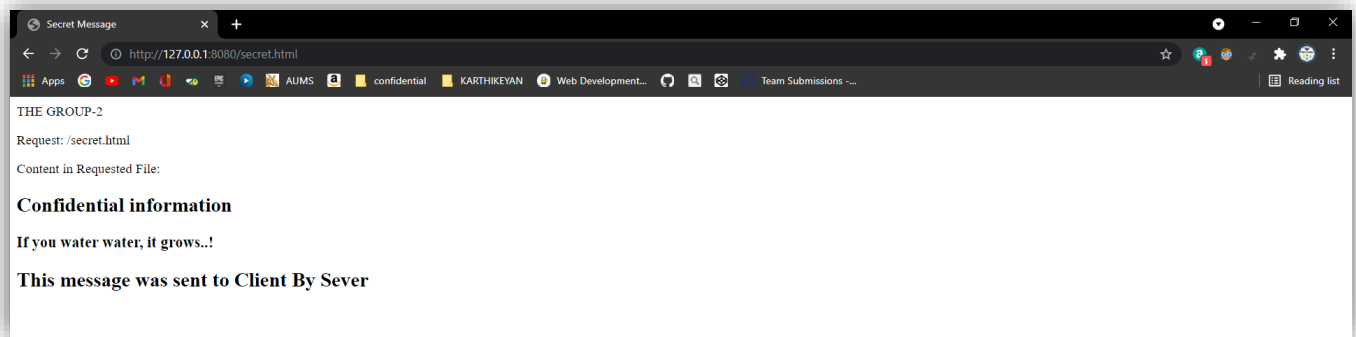 Secret Message
http://127.0.0.1:8080/secret.html
1
Apps AUMS confidential KARTHIKEYAN Web Development... Team Submissions -... Reading list
THE GROUP-2
Request: /secret.html
Content in Requested File:
Confidential information
If you water water, it grows..!
This message was sent to Client By Sever